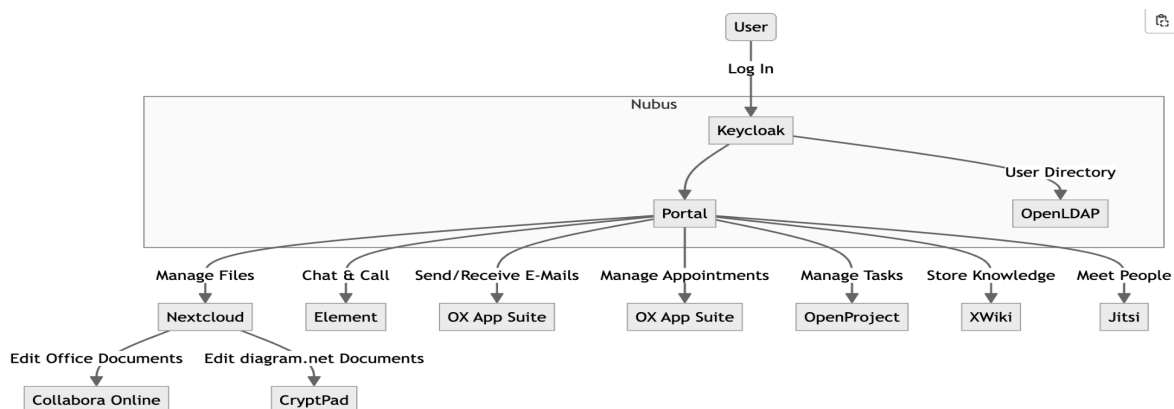 User
Log In
Nubus
Keycloak
User Directory
Portal
OpenLDAP
Manage Files
Chat & Call
Send/Receive E-Mails
Manage Appointments
Manage Tasks
Store Knowledge
Meet People
Nextcloud
Element
OX App Suite
OX App Suite
OpenProject
XWiki
Jitsi
Edit Office Documents
Edit diagram.net Documents
Collabora Online
CryptPad